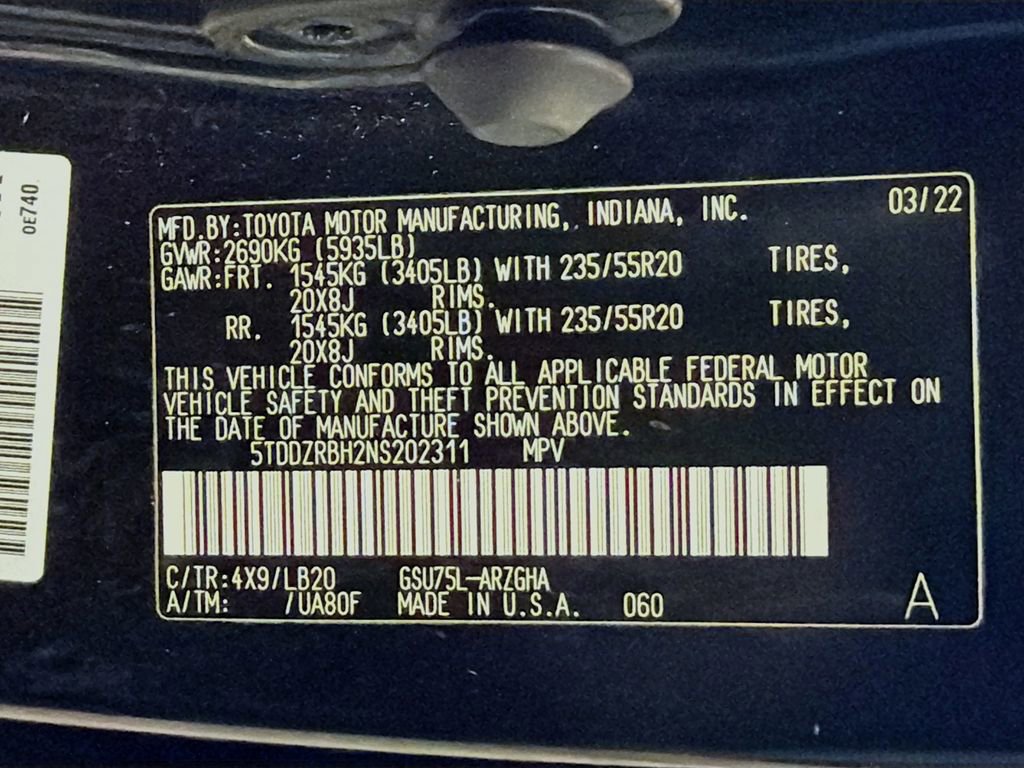 0E740
03/22
MFD.BY:TOYOTA MOTOR MANUFACTURING, INDIANA, INC.
GVWR:2690KG (5935LB)
GAWR:FRT. 1545KG (3405LB) WITH 235/55R20 TIRES,
20X8J RIMS.
RR. 1545KG (3405LB) WITH 235/55R20 TIRES,
20X8J RIMS.
THIS VEHICLE CONFORMS TO ALL APPLICABLE FEDERAL MOTOR
VEHICLE SAFETY AND THEFT PREVENTION STANDARDS IN EFFECT ON
THE DATE OF MANUFACTURE SHOWN ABOVE.
5TDDZRBH2NS202311 MPV
C/TR:4X9/LB20 GSU75L-ARZGHA
A/TM: /UA80F MADE IN U.S.A. 060
A